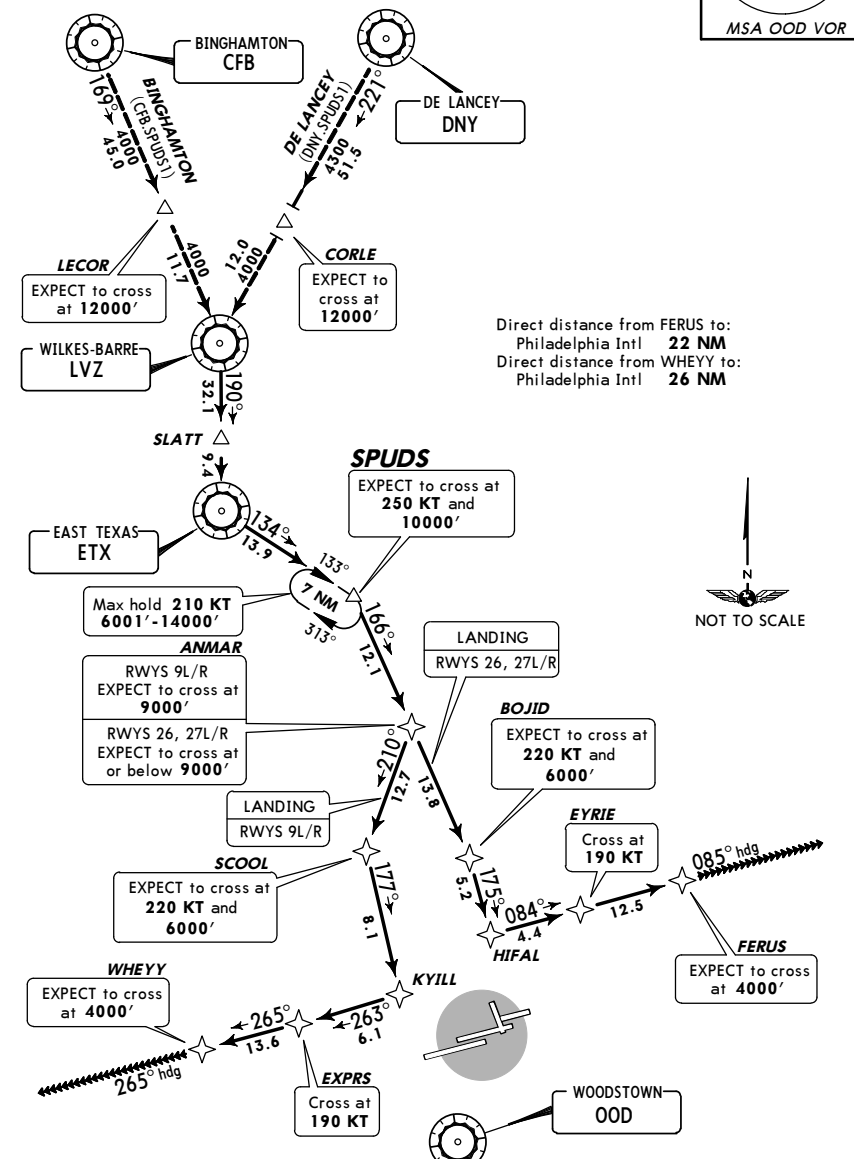 MSA OOD VOR
BINGHAMTON
CFB
DE LANCEY
DNY
169°
4000
45.0
BINGHAMTON
(CFB.SPUDS1)
DE LANCEY
(DNY.SPUDS1)
221°
4300
51.5
LECOR
EXPECT to cross
at 12000'
4000
11.7
12.0
4000
CORLE
EXPECT to
cross at
12000'
Direct distance from FERUS to:
Philadelphia Intl 22 NM
Direct distance from WHEYY to:
Philadelphia Intl 26 NM
WILKES-BARRE
LVZ
190°
32.1
SLATT
9.4
SPUDS
EXPECT to cross at
250 KT and
10000'
EAST TEXAS
ETX
134°
13.9
133°
7 NM
313°
Max hold 210 KT
6001'-14000'
166°
12.1
N
NOT TO SCALE
ANMAR
RWYS 9L/R
EXPECT to cross at
9000'
RWYS 26, 27L/R
EXPECT to cross at
or below 9000'
LANDING
RWYS 26, 27L/R
BOJID
EXPECT to cross at
220 KT and
6000'
210°
12.7
13.8
LANDING
RWYS 9L/R
EYRIE
Cross at
190 KT
SCOOL
EXPECT to cross at
220 KT and
6000'
177°
8.1
175°
5.2
084°
4.4
HIFAL
12.5
085° hdg
FERUS
EXPECT to cross
at 4000'
WHEYY
EXPECT to cross
at 4000'
KYILL
263°
6.1
265°
13.6
265° hdg
EXPRS
Cross at
190 KT
WOODSTOWN
OOD